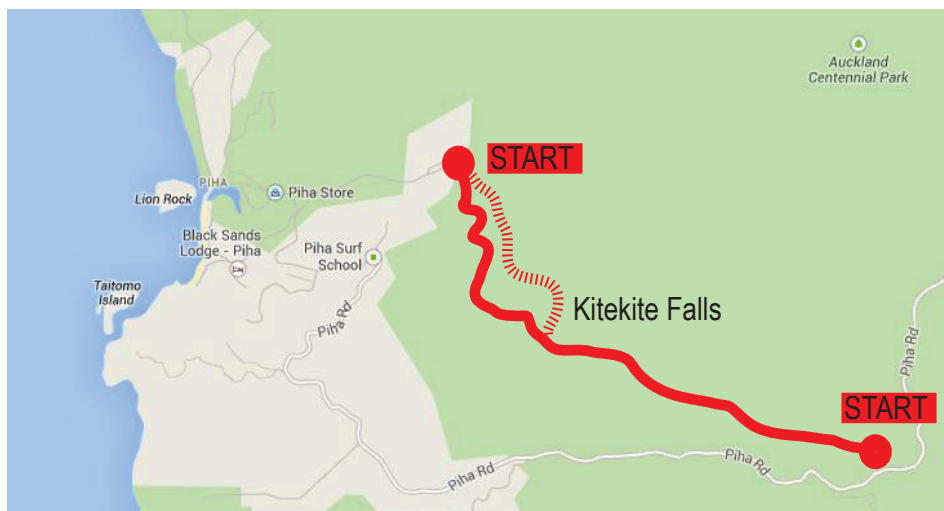 Auckland
Centennial Park
START
PIHA
Piha Store
Lion Rock
Black Sands
Lodge - Piha
Piha Surf
School
Taitomo
Island
Kitekite Falls
Piha Rd
Piha Rd
START
Piha Rd
Piha Rd